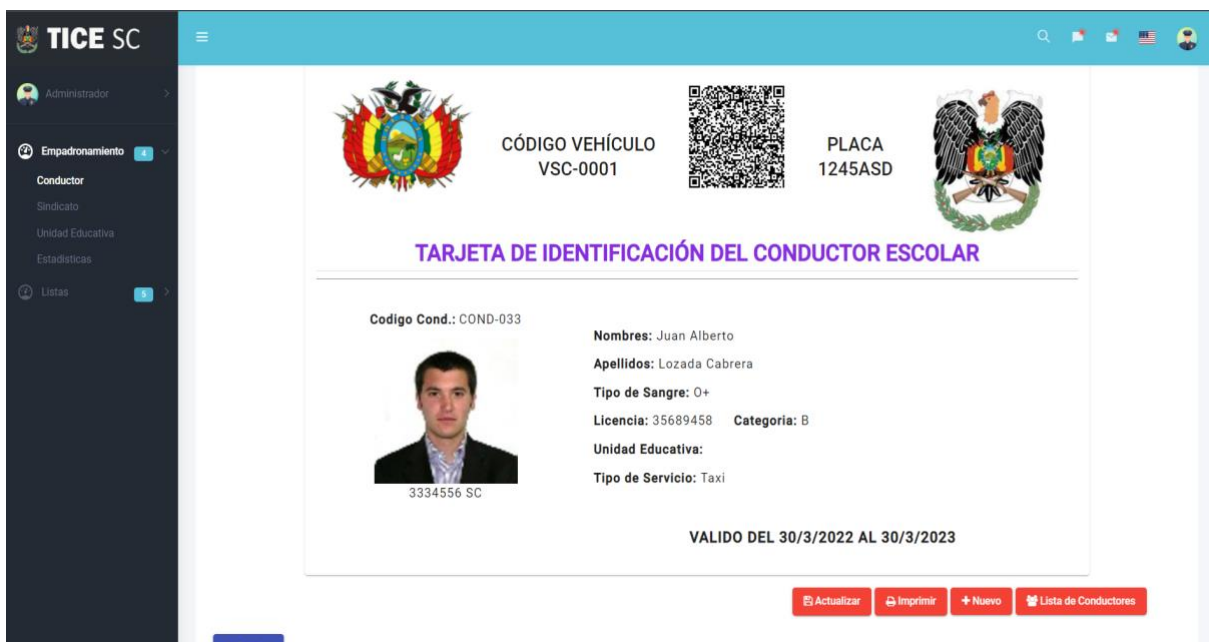 TICE SC
Administrador
Empadronamiento 4
Conductor
Sindicato
Unidad Educativa
Estadisticas
Listas 5
CÓDIGO VEHÍCULO
VSC-0001
PLACA
1245ASD
TARJETA DE IDENTIFICACIÓN DEL CONDUCTOR ESCOLAR
Codigo Cond.: COND-033
3334556 SC
Nombres: Juan Alberto
Apellidos: Lozada Cabrera
Tipo de Sangre: O+
Licencia: 35689458 Categoria: B
Unidad Educativa:
Tipo de Servicio: Taxi
VALIDO DEL 30/3/2022 AL 30/3/2023
Actualizar
Imprimir
+ Nuevo
Lista de Conductores